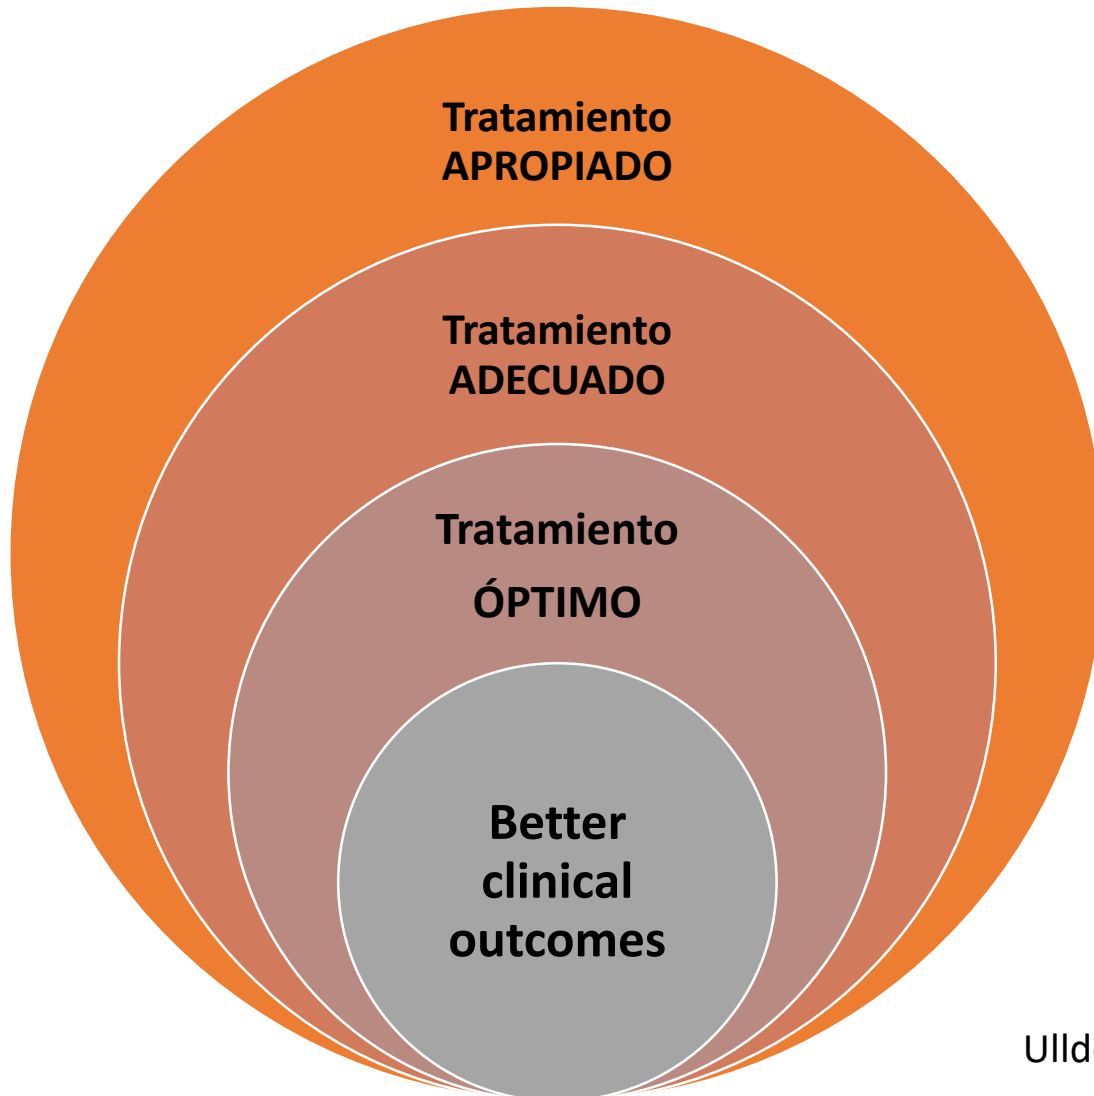 Tratamiento
APROPIADO
Tratamiento
ADECUADO
Tratamiento
ÓPTIMO
Better
clinical
outcomes